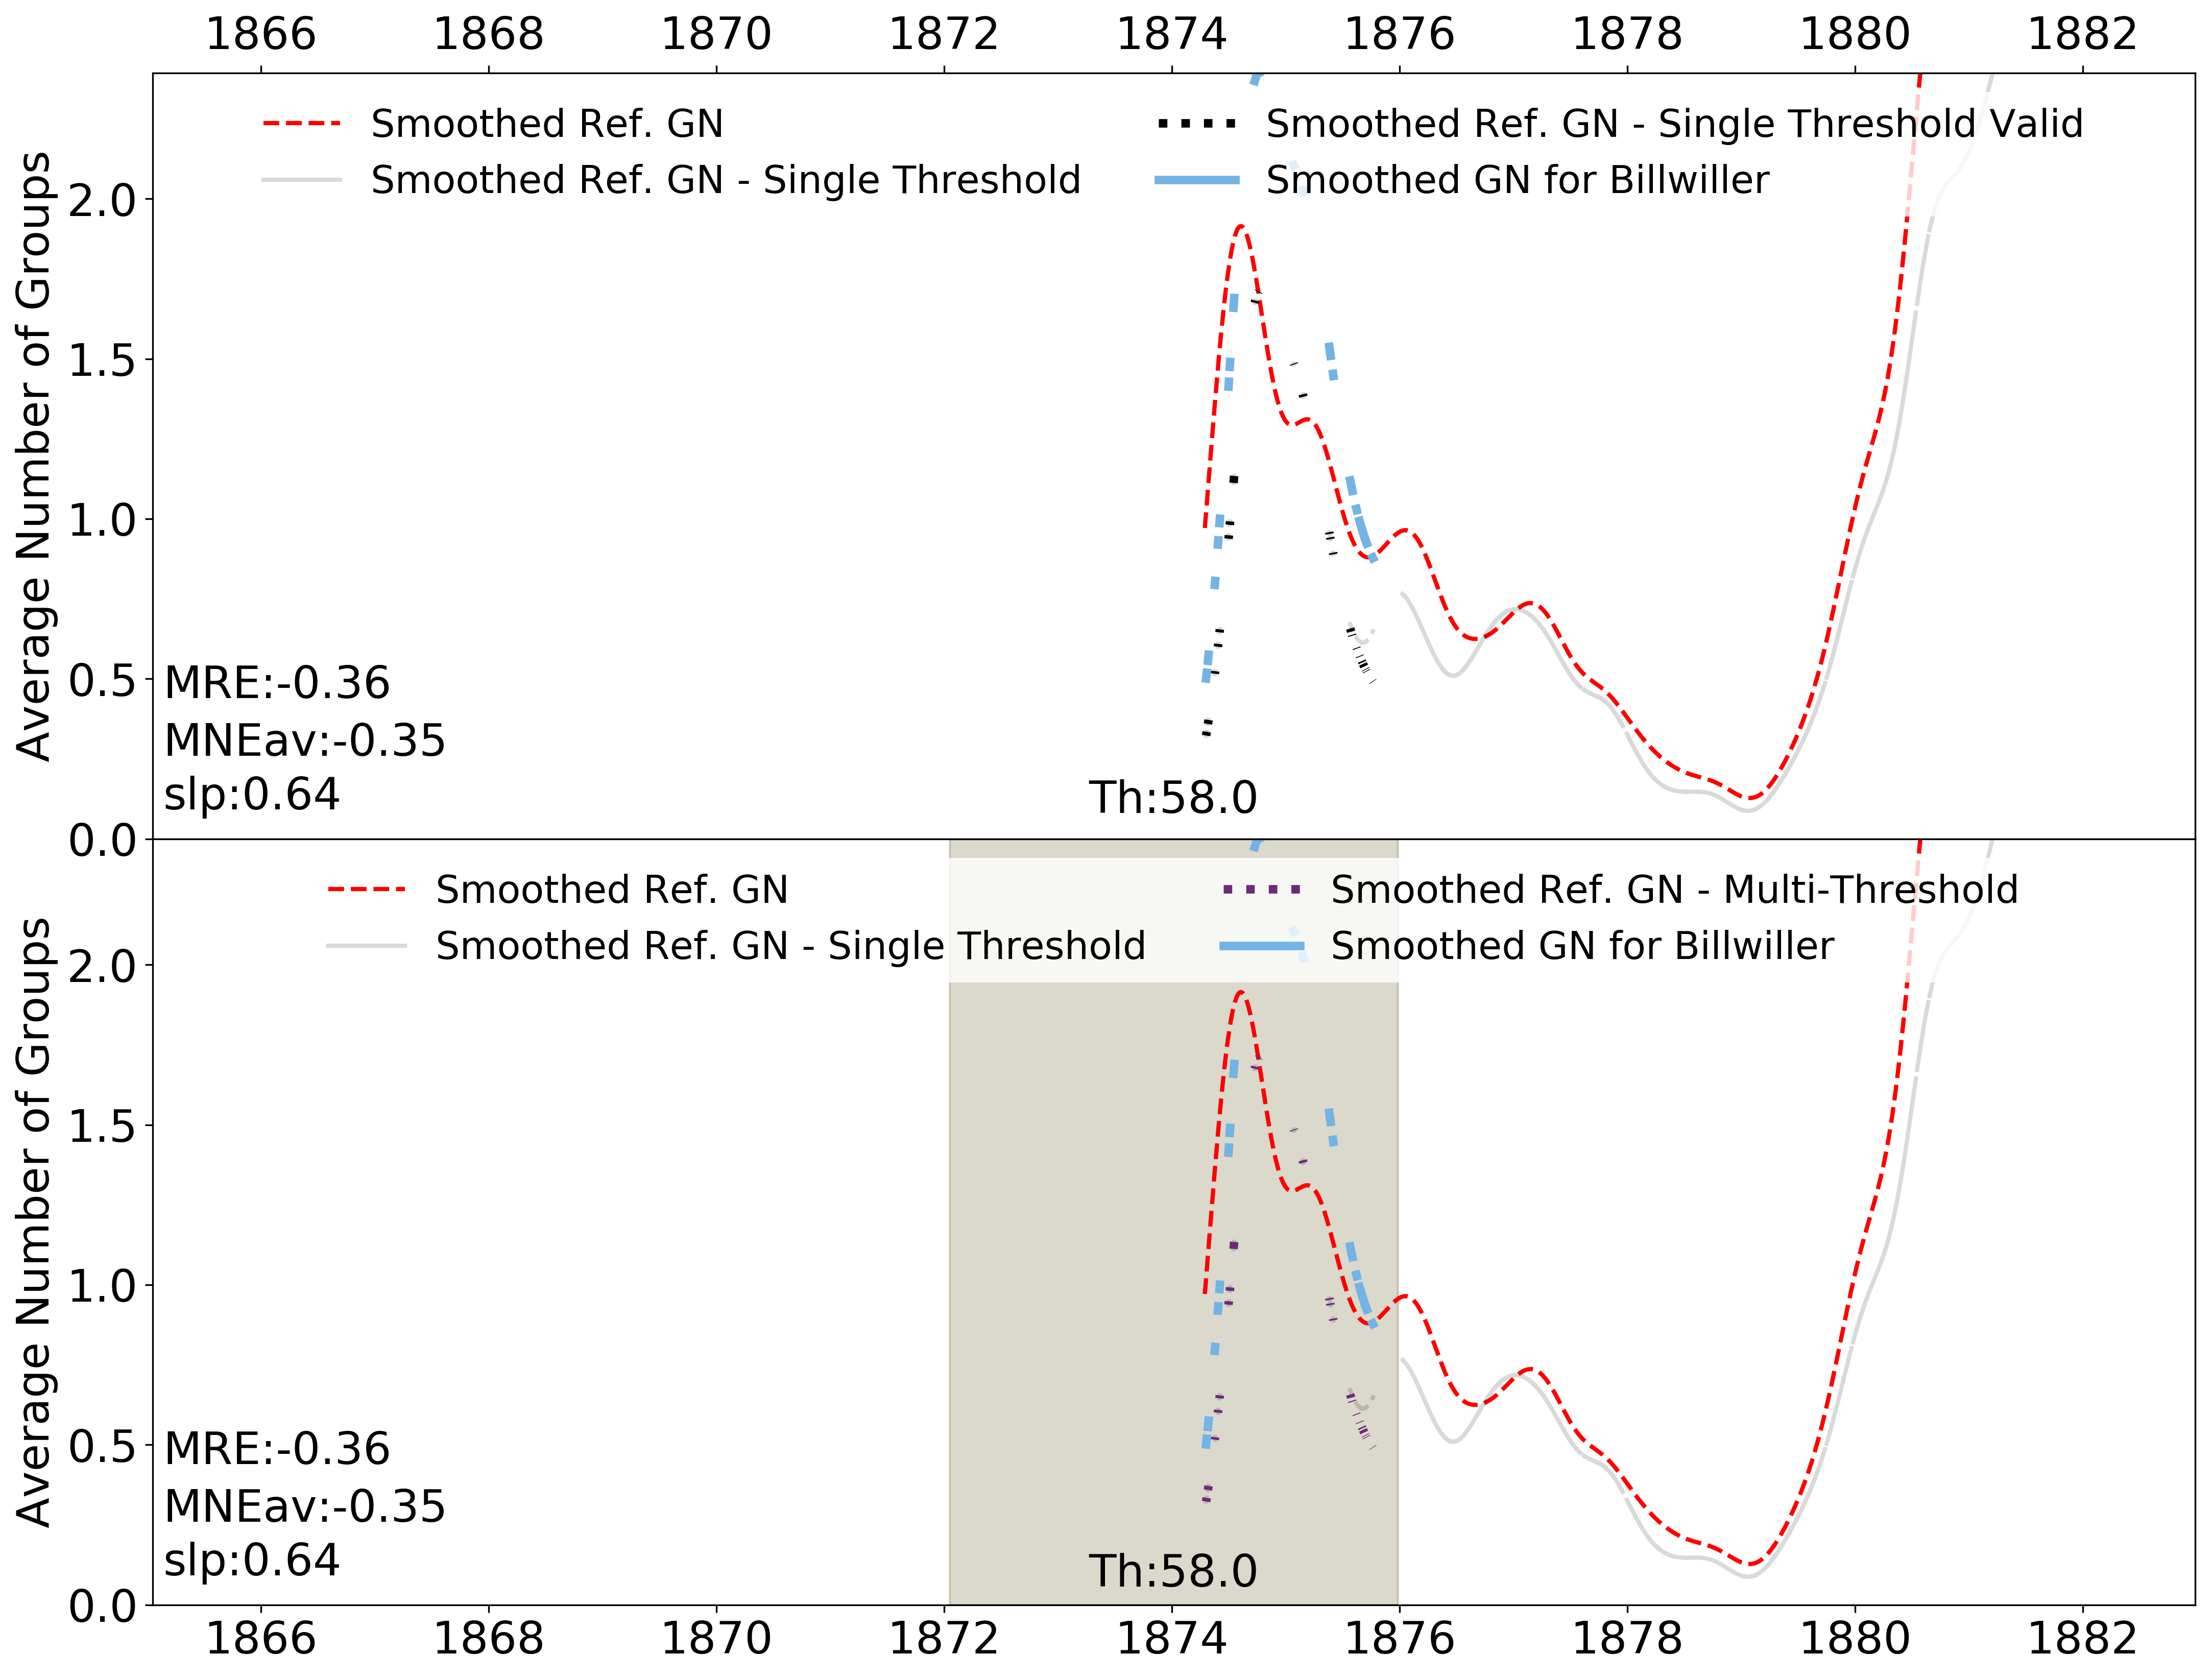 1866 1868 1870 1872 1874 1876 1878 1880 1882
Smoothed Ref. GN
Smoothed Ref. GN - Single Threshold
Smoothed Ref. GN - Single Threshold Valid
Smoothed GN for Billwiller
Average Number of Groups
2.0
1.5
1.0
0.5
0.0
MRE:-0.36
MNEav:-0.35
slp:0.64
Th:58.0
Smoothed Ref. GN
Smoothed Ref. GN - Single Threshold
Smoothed Ref. GN - Multi-Threshold
Smoothed GN for Billwiller
Average Number of Groups
2.0
1.5
1.0
0.5
0.0
MRE:-0.36
MNEav:-0.35
slp:0.64
Th:58.0
1866 1868 1870 1872 1874 1876 1878 1880 1882